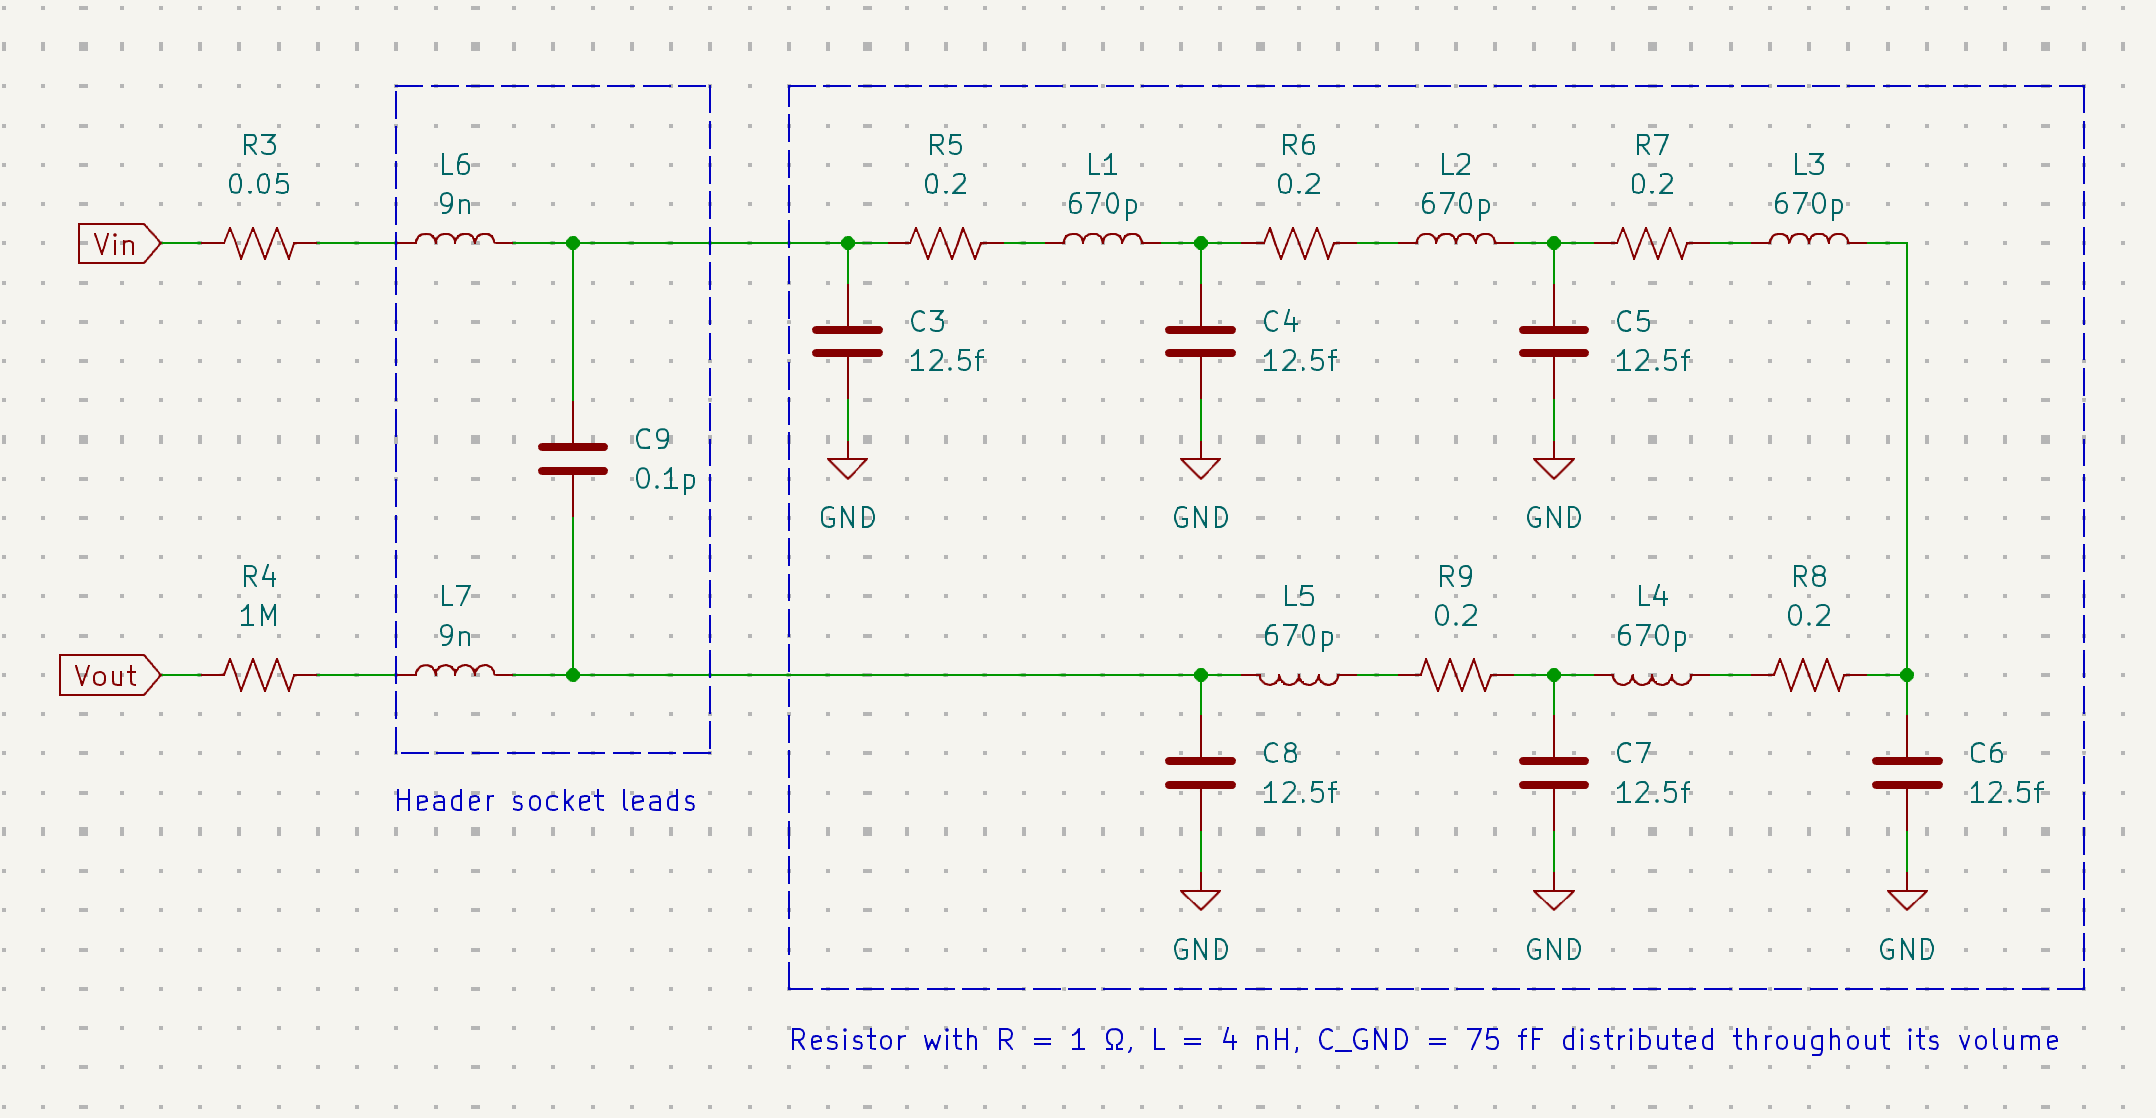 R3
0.05
L6
9n
R5
0.2
L1
670p
R6
0.2
L2
670p
R7
0.2
L3
670p
Vin
C3
12.5f
C4
12.5f
C5
12.5f
C9
0.1p
GND
GND
GND
R4
1M
L7
9n
L5
670p
R9
0.2
L4
670p
R8
0.2
Vout
C8
12.5f
C7
12.5f
C6
12.5f
Header socket leads
GND
GND
GND
Resistor with R = 1 Ω, L = 4 nH, C_GND = 75 fF distributed throughout its volume